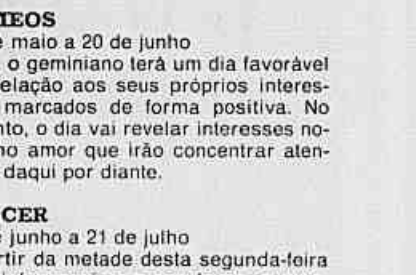 MEOS
maio a 20 de junho
o geminiano terá um dia favorável
elação aos seus próprios interes-
marcados de forma positiva. No
nto, o dia vai revelar interesses no-
no amor que irão concentrar aten-
daqui por diante.
CER
junho a 21 de julho
rtir da metade desta segunda-feira